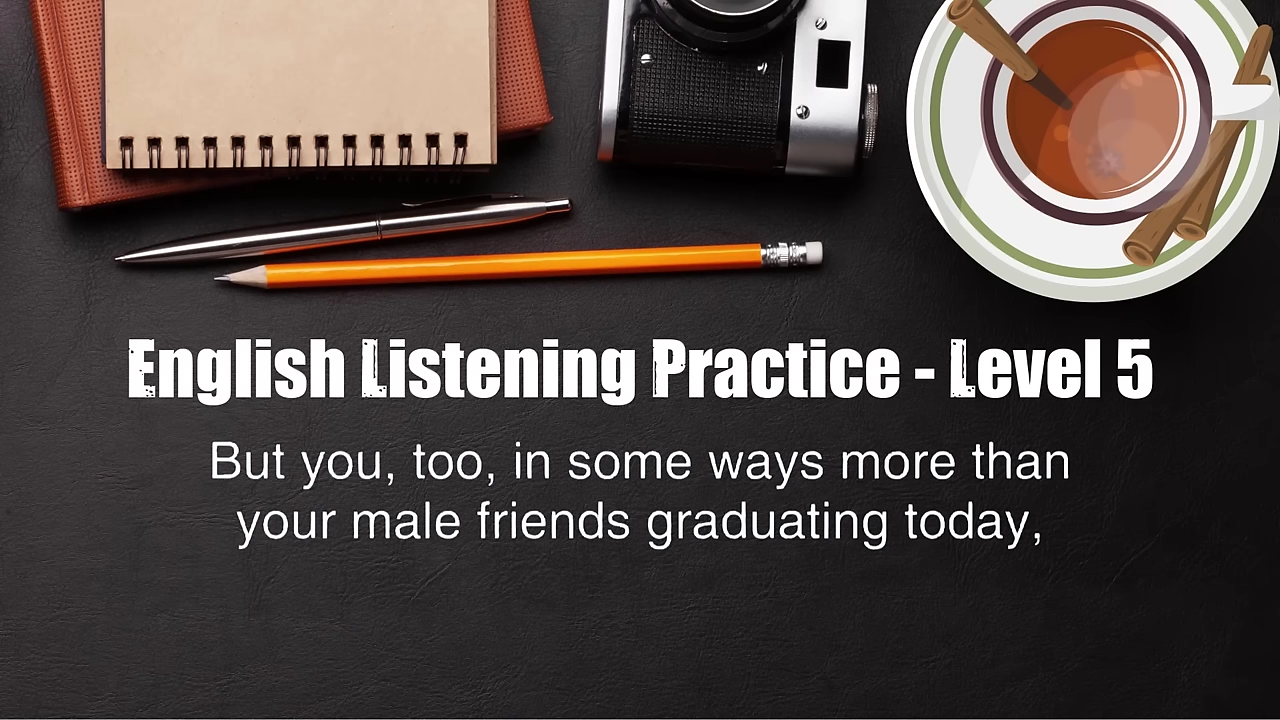 English Listening Practice - Level 5
But you, too, in some ways more than
your male friends graduating today,